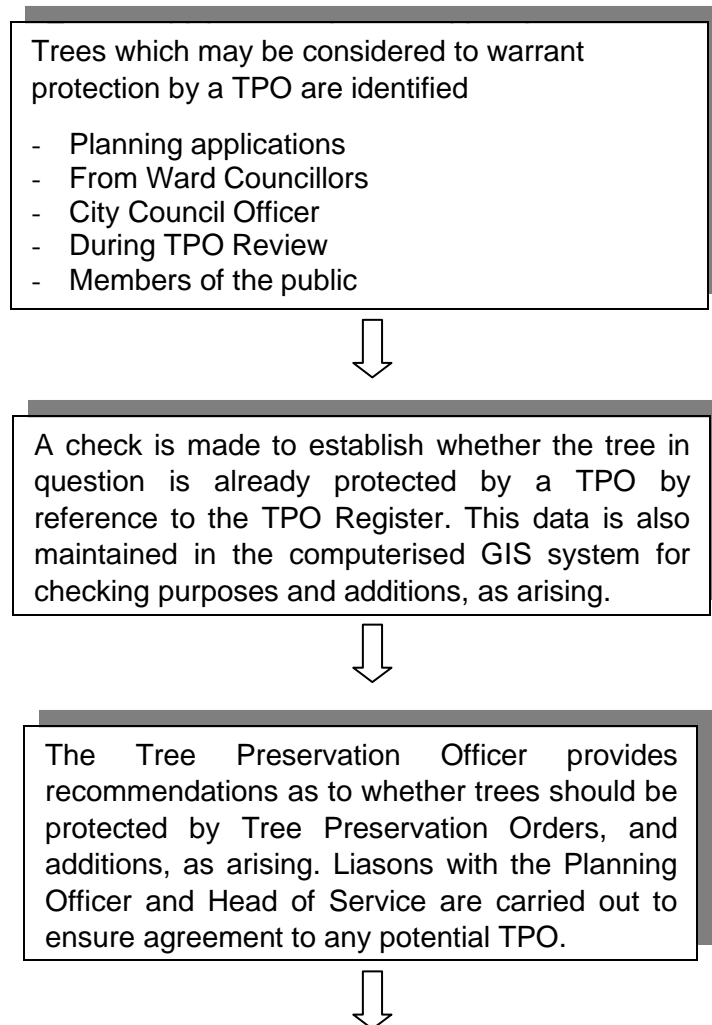 Trees which may be considered to warrant
protection by a TPO are identified
- Planning applications
- From Ward Councillors
- City Council Officer
- During TPO Review
- Members of the public
A check is made to establish whether the tree in
question is already protected by a TPO by
reference to the TPO Register. This data is also
maintained in the computerised GIS system for
checking purposes and additions, as arising.
The Tree Preservation Officer provides
recommendations as to whether trees should be
protected by Tree Preservation Orders, and
additions, as arising. Liasons with the Planning
Officer and Head of Service are carried out to
ensure agreement to any potential TPO.